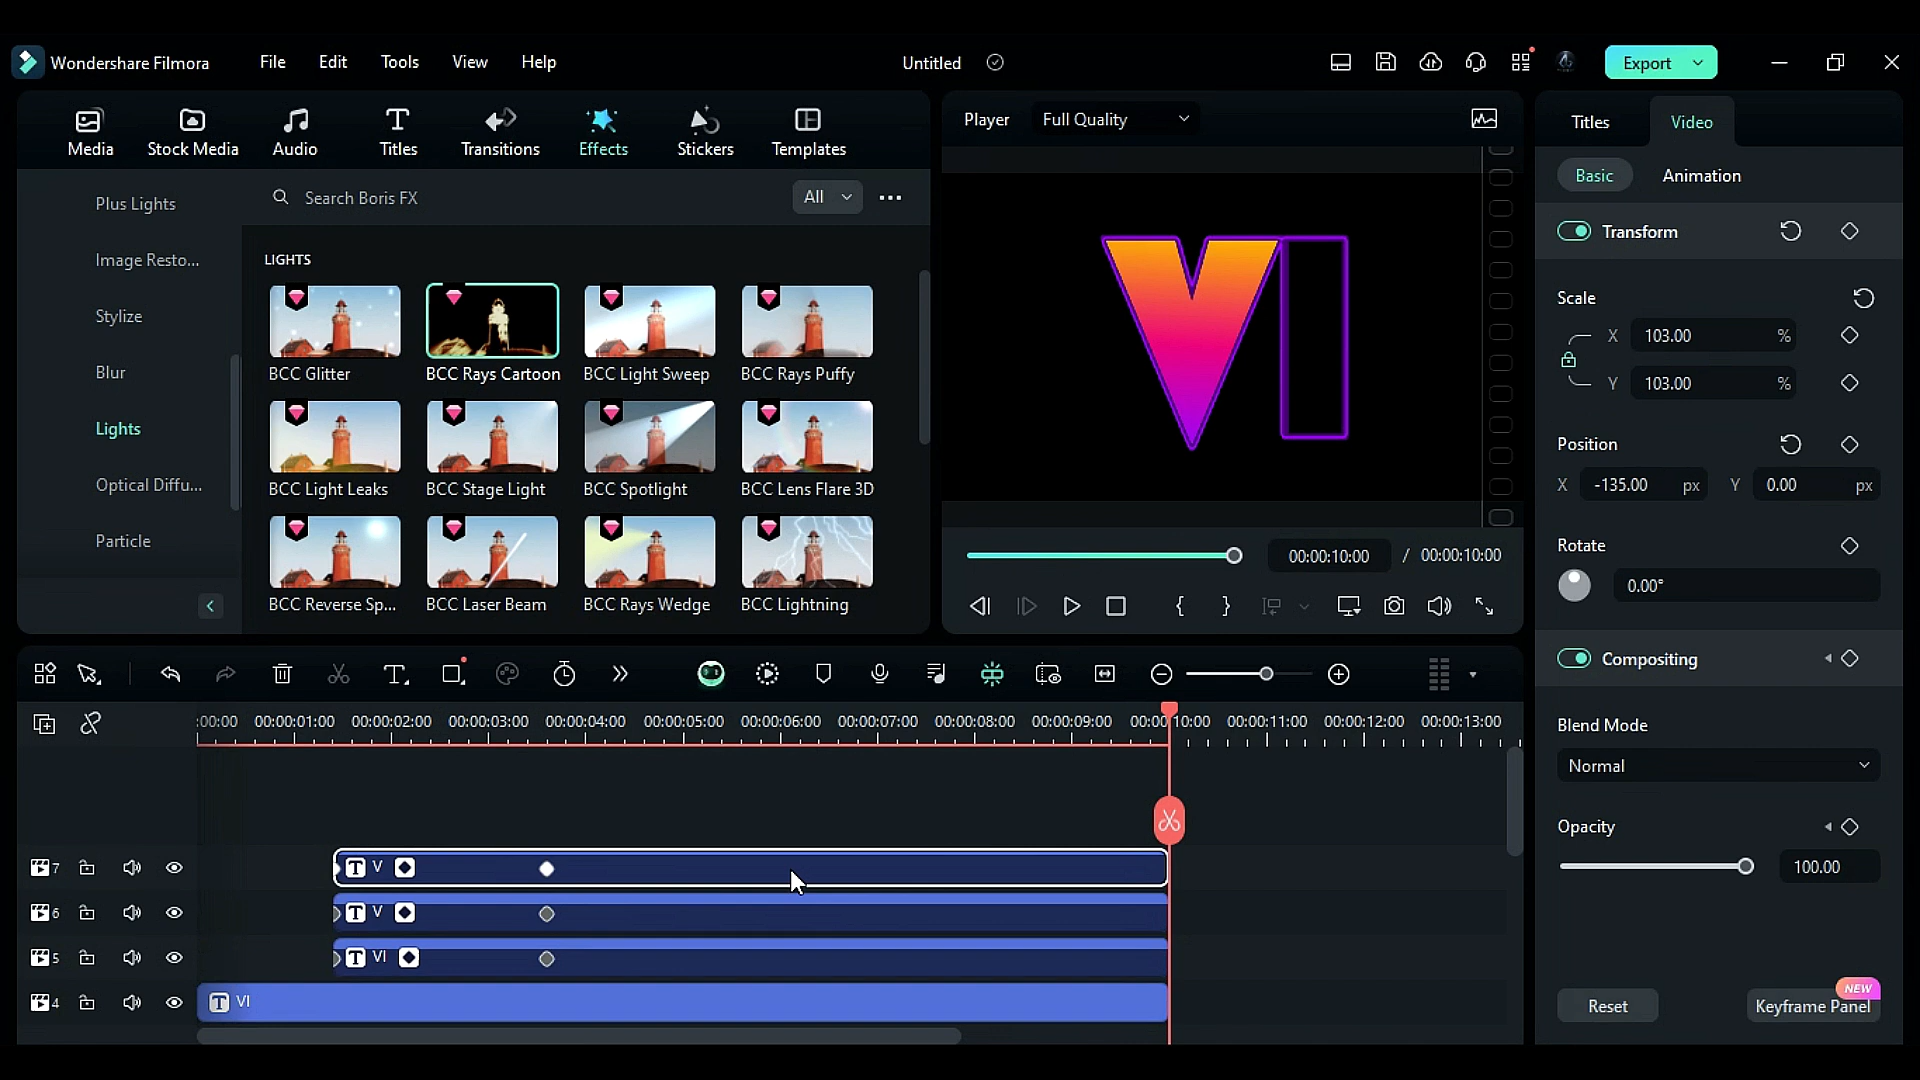 Wondershare Filmora
File
Edit
Tools
View
Help
Untitled
Export
Media
Stock Media
Audio
Titles
Transitions
Effects
Stickers
Templates
Plus Lights
Image Resto...
Stylize
Blur
Lights
Optical Diffu...
Particle
Search Boris FX
All
LIGHTS
BCC Glitter
BCC Rays Cartoon
BCC Light Sweep
BCC Rays Puffy
BCC Light Leaks
BCC Stage Light
BCC Spotlight
BCC Lens Flare 3D
BCC Reverse Sp...
BCC Laser Beam
BCC Rays Wedge
BCC Lightning
Player
Full Quality
VI
00:00:10:00 / 00:00:10:00
Titles
Video
Basic
Animation
Transform
Scale
X 103.00 %
Y 103.00 %
Position
X -135.00 px Y 0.00 px
Rotate
0.00°
Compositing
Blend Mode
Normal
Opacity
100.00
Reset
NEW
Keyframe Panel
:00:00 00:00:01:00 00:00:02:00 00:00:03:00 00:00:04:00 00:00:05:00 00:00:06:00 00:00:07:00 00:00:08:00 00:00:09:00 00:00:10:00 00:00:11:00 00:00:12:00 00:00:13:00
7 T V
6 T V
5 T VI
4 T VI